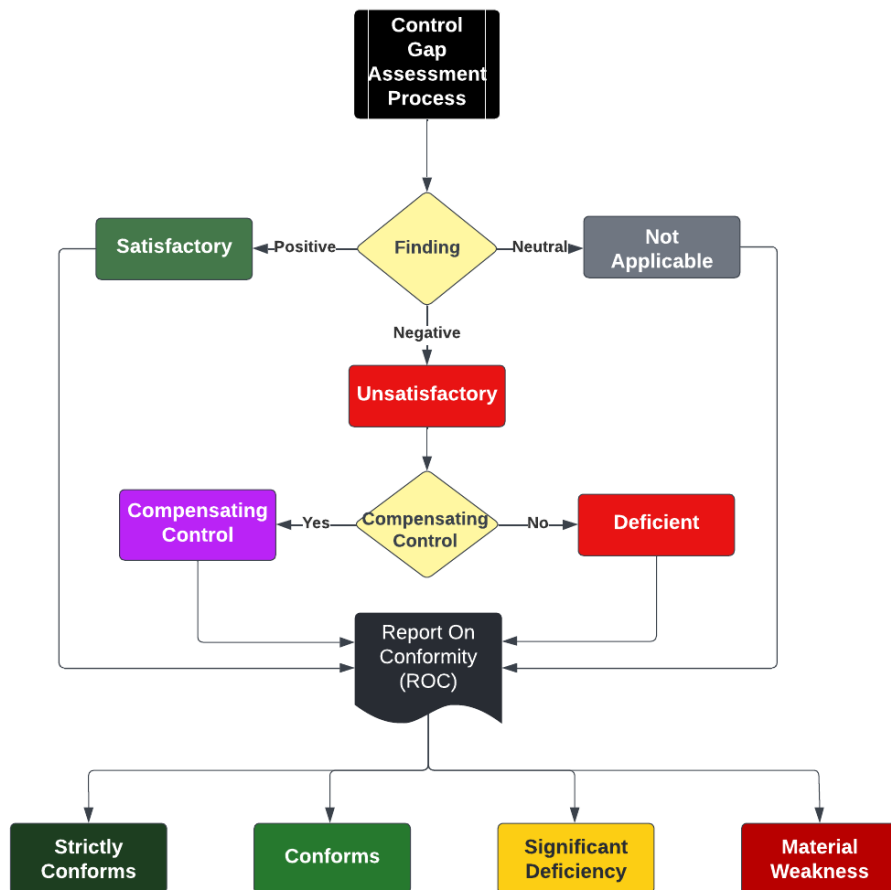 Control
Gap
Assessment
Process
Satisfactory
Positive
Finding
Neutral
Not
Applicable
Negative
Unsatisfactory
Compensating
Control
Yes
Compensating
Control
No
Deficient
Report On
Conformity
(ROC)
Strictly
Conforms
Conforms
Significant
Deficiency
Material
Weakness